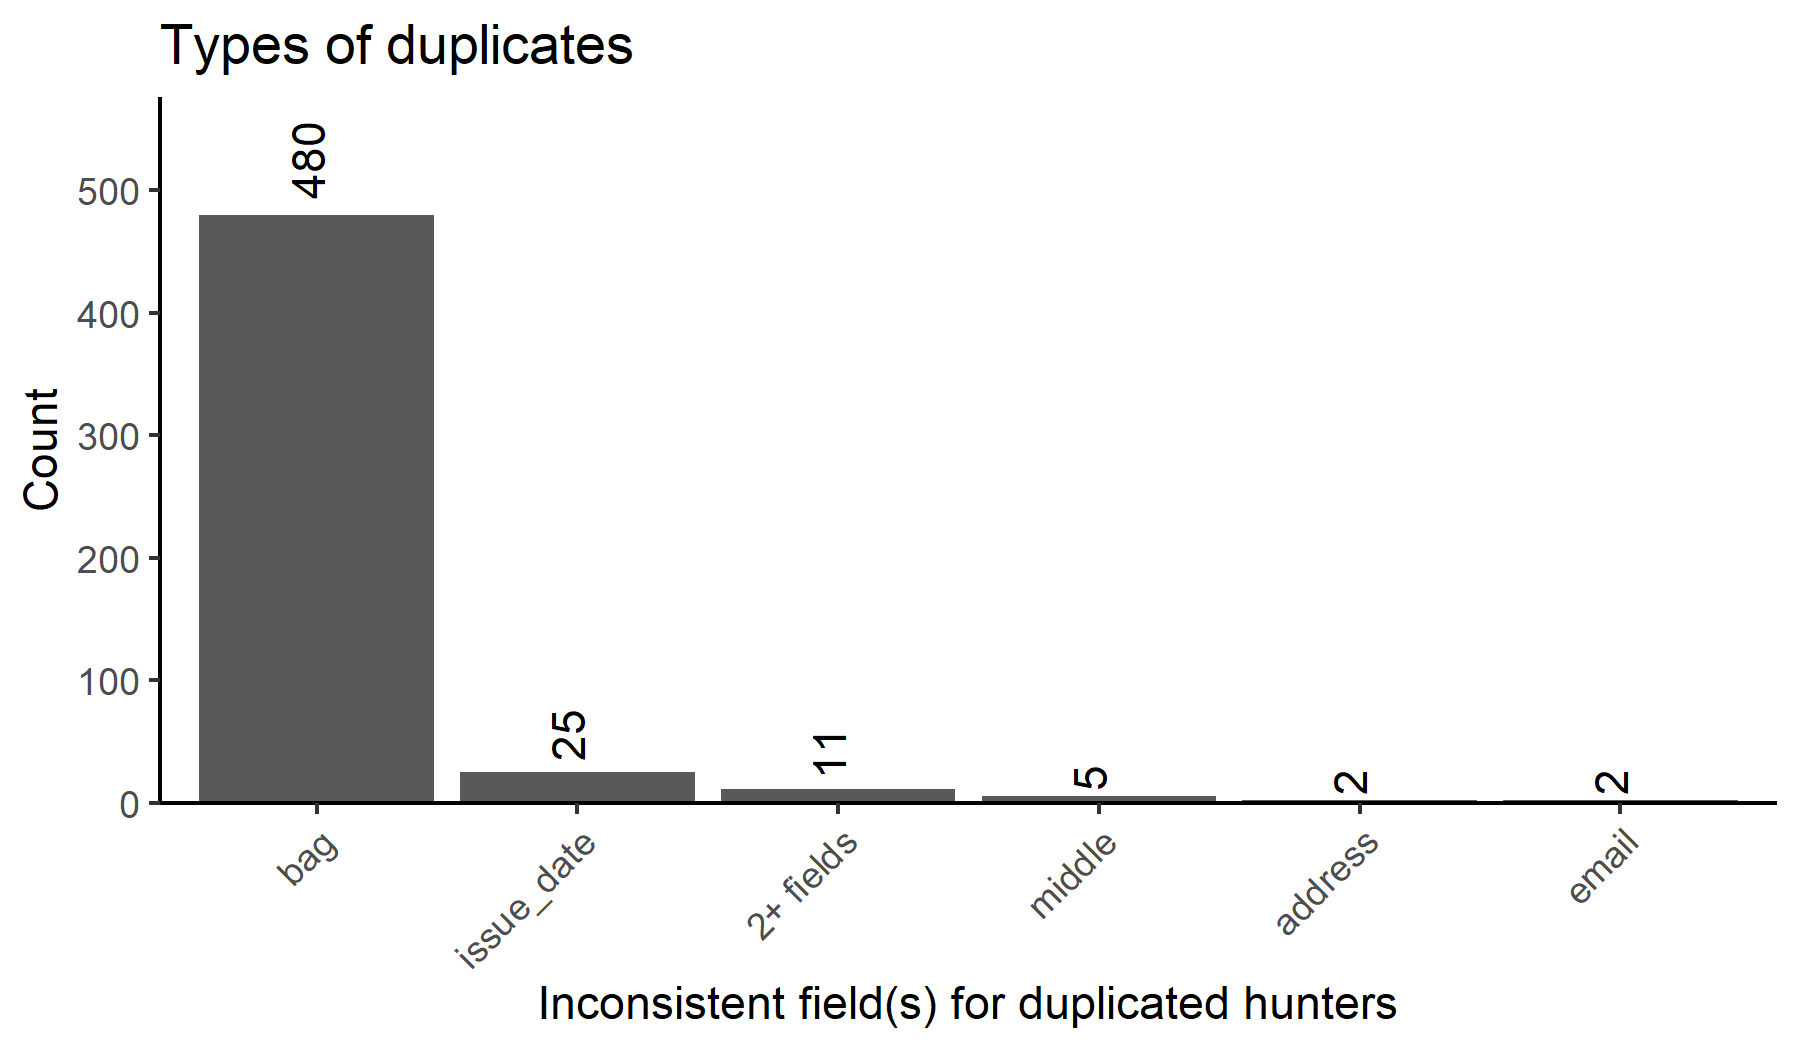 Types of duplicates
Count
500
400
300
200
100
0
480
25
11
5
2
2
bag
issue_date
2+ fields
middle
address
email
Inconsistent field(s) for duplicated hunters